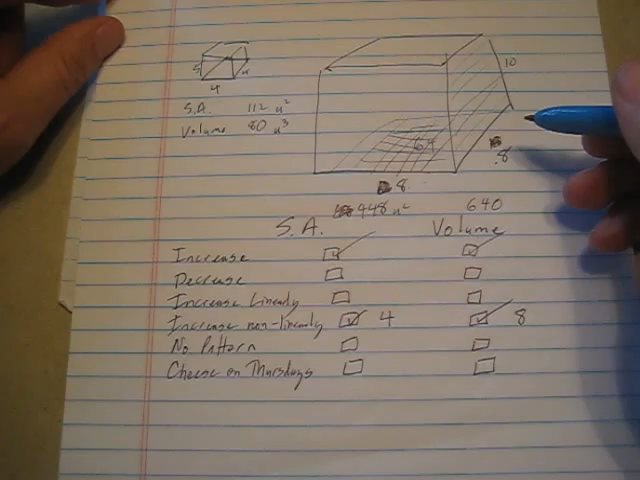 5 4
4
S.A. 112 u²
Volume 80 u³
10
64
8
8
448 u² 640
S.A. Volume
Increase
Decrease
Increase Linearly
Increase non-linearly 4 8
No Pattern
Cheese on Thursdays